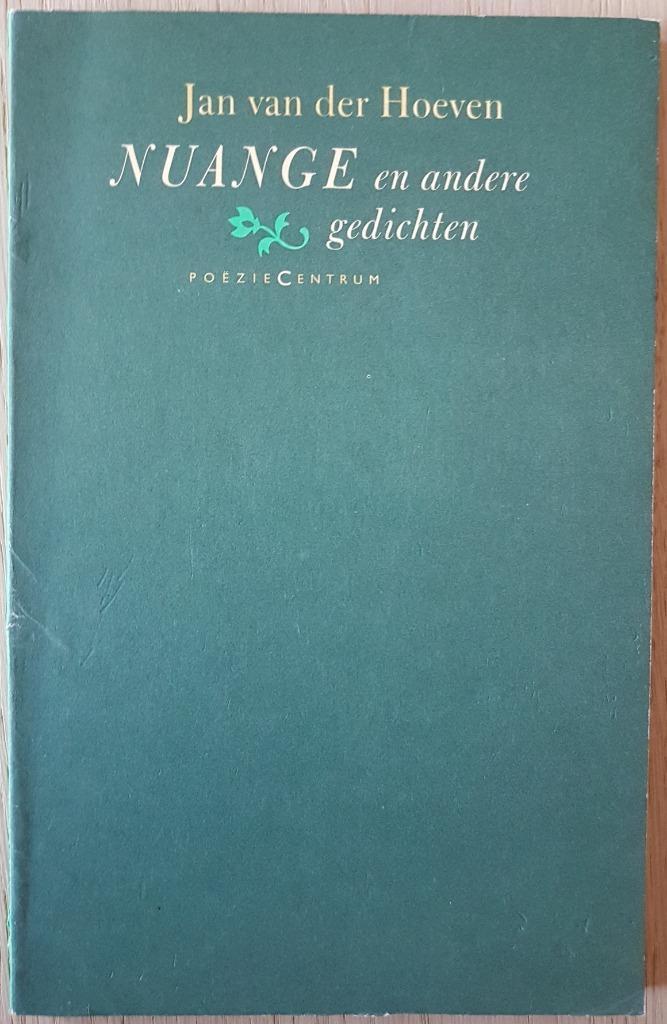 Jan van der Hoeven
NUANGE en andere
gedichten
POËZIECENTRUM